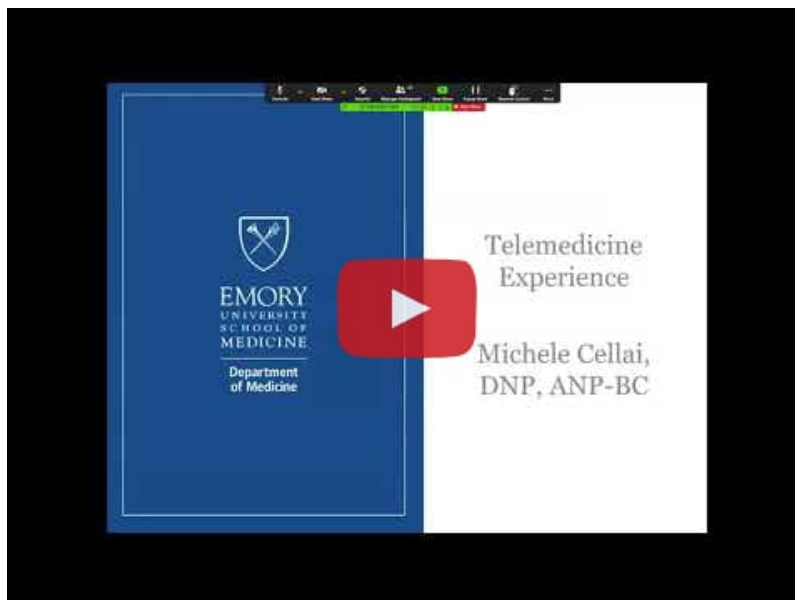 EMORY
UNIVERSITY
SCHOOL OF
MEDICINE
Department
of Medicine
Telemedicine
Experience
Michele Cellai,
DNP, ANP-BC